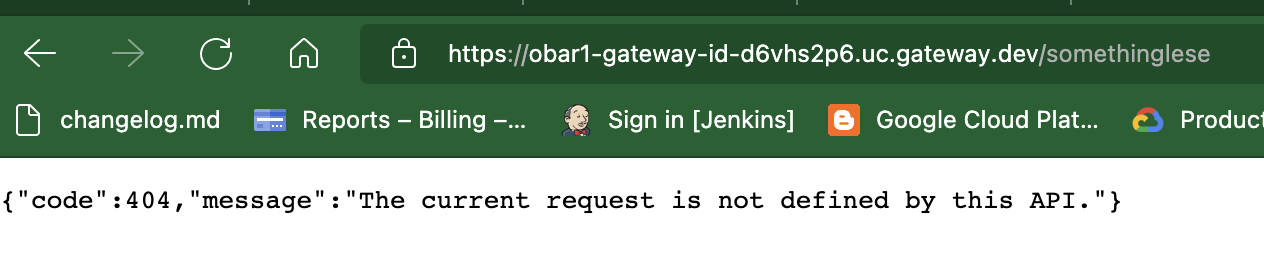 https://obar1-gateway-id-d6vhs2p6.uc.gateway.dev/somethinglese
changelog.md Reports – Billing –... Sign in [Jenkins] Google Cloud Plat... Product
{"code":404,"message":"The current request is not defined by this API."}